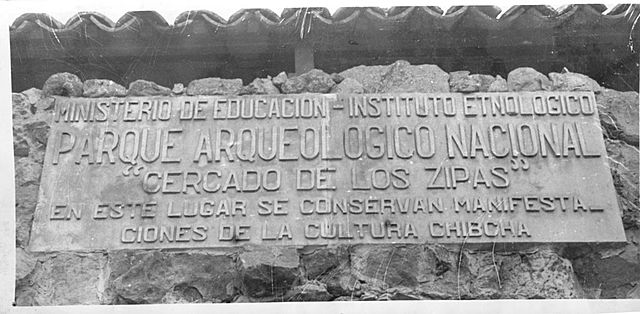 MINISTERIO DE EDUCACION - INSTITUTO ETNOLOGICO
PARQUE ARQUEOLOGICO NACIONAL
"CERCADO DE LOS ZIPAS"
EN ESTE LUGAR SE CONSERVAN MANIFESTA_
CIONES DE LA CULTURA CHIBCHA